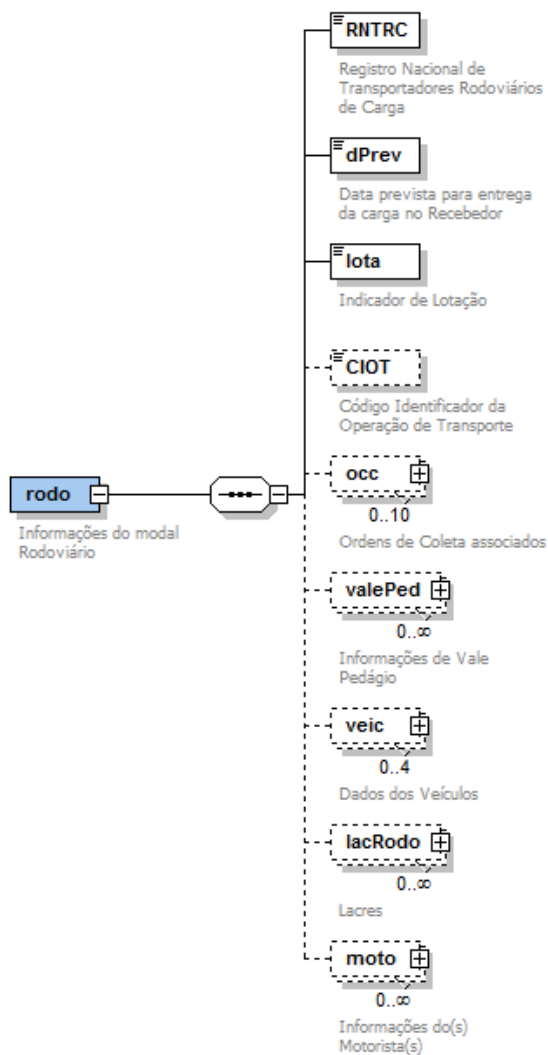 RNTRC
Registro Nacional de
Transportadores Rodoviários
de Carga
dPrev
Data prevista para entrega
da carga no Recebedor
lota
Indicador de Lotação
CIOT
Código Identificador da
Operação de Transporte
rodo
Informações do modal
Rodoviário
occ
0..10
Ordens de Coleta associados
valePed
0..∞
Informações de Vale
Pedágio
veic
0..4
Dados dos Veículos
lacRodo
0..∞
Lacres
moto
0..∞
Informações do(s)
Motorista(s)